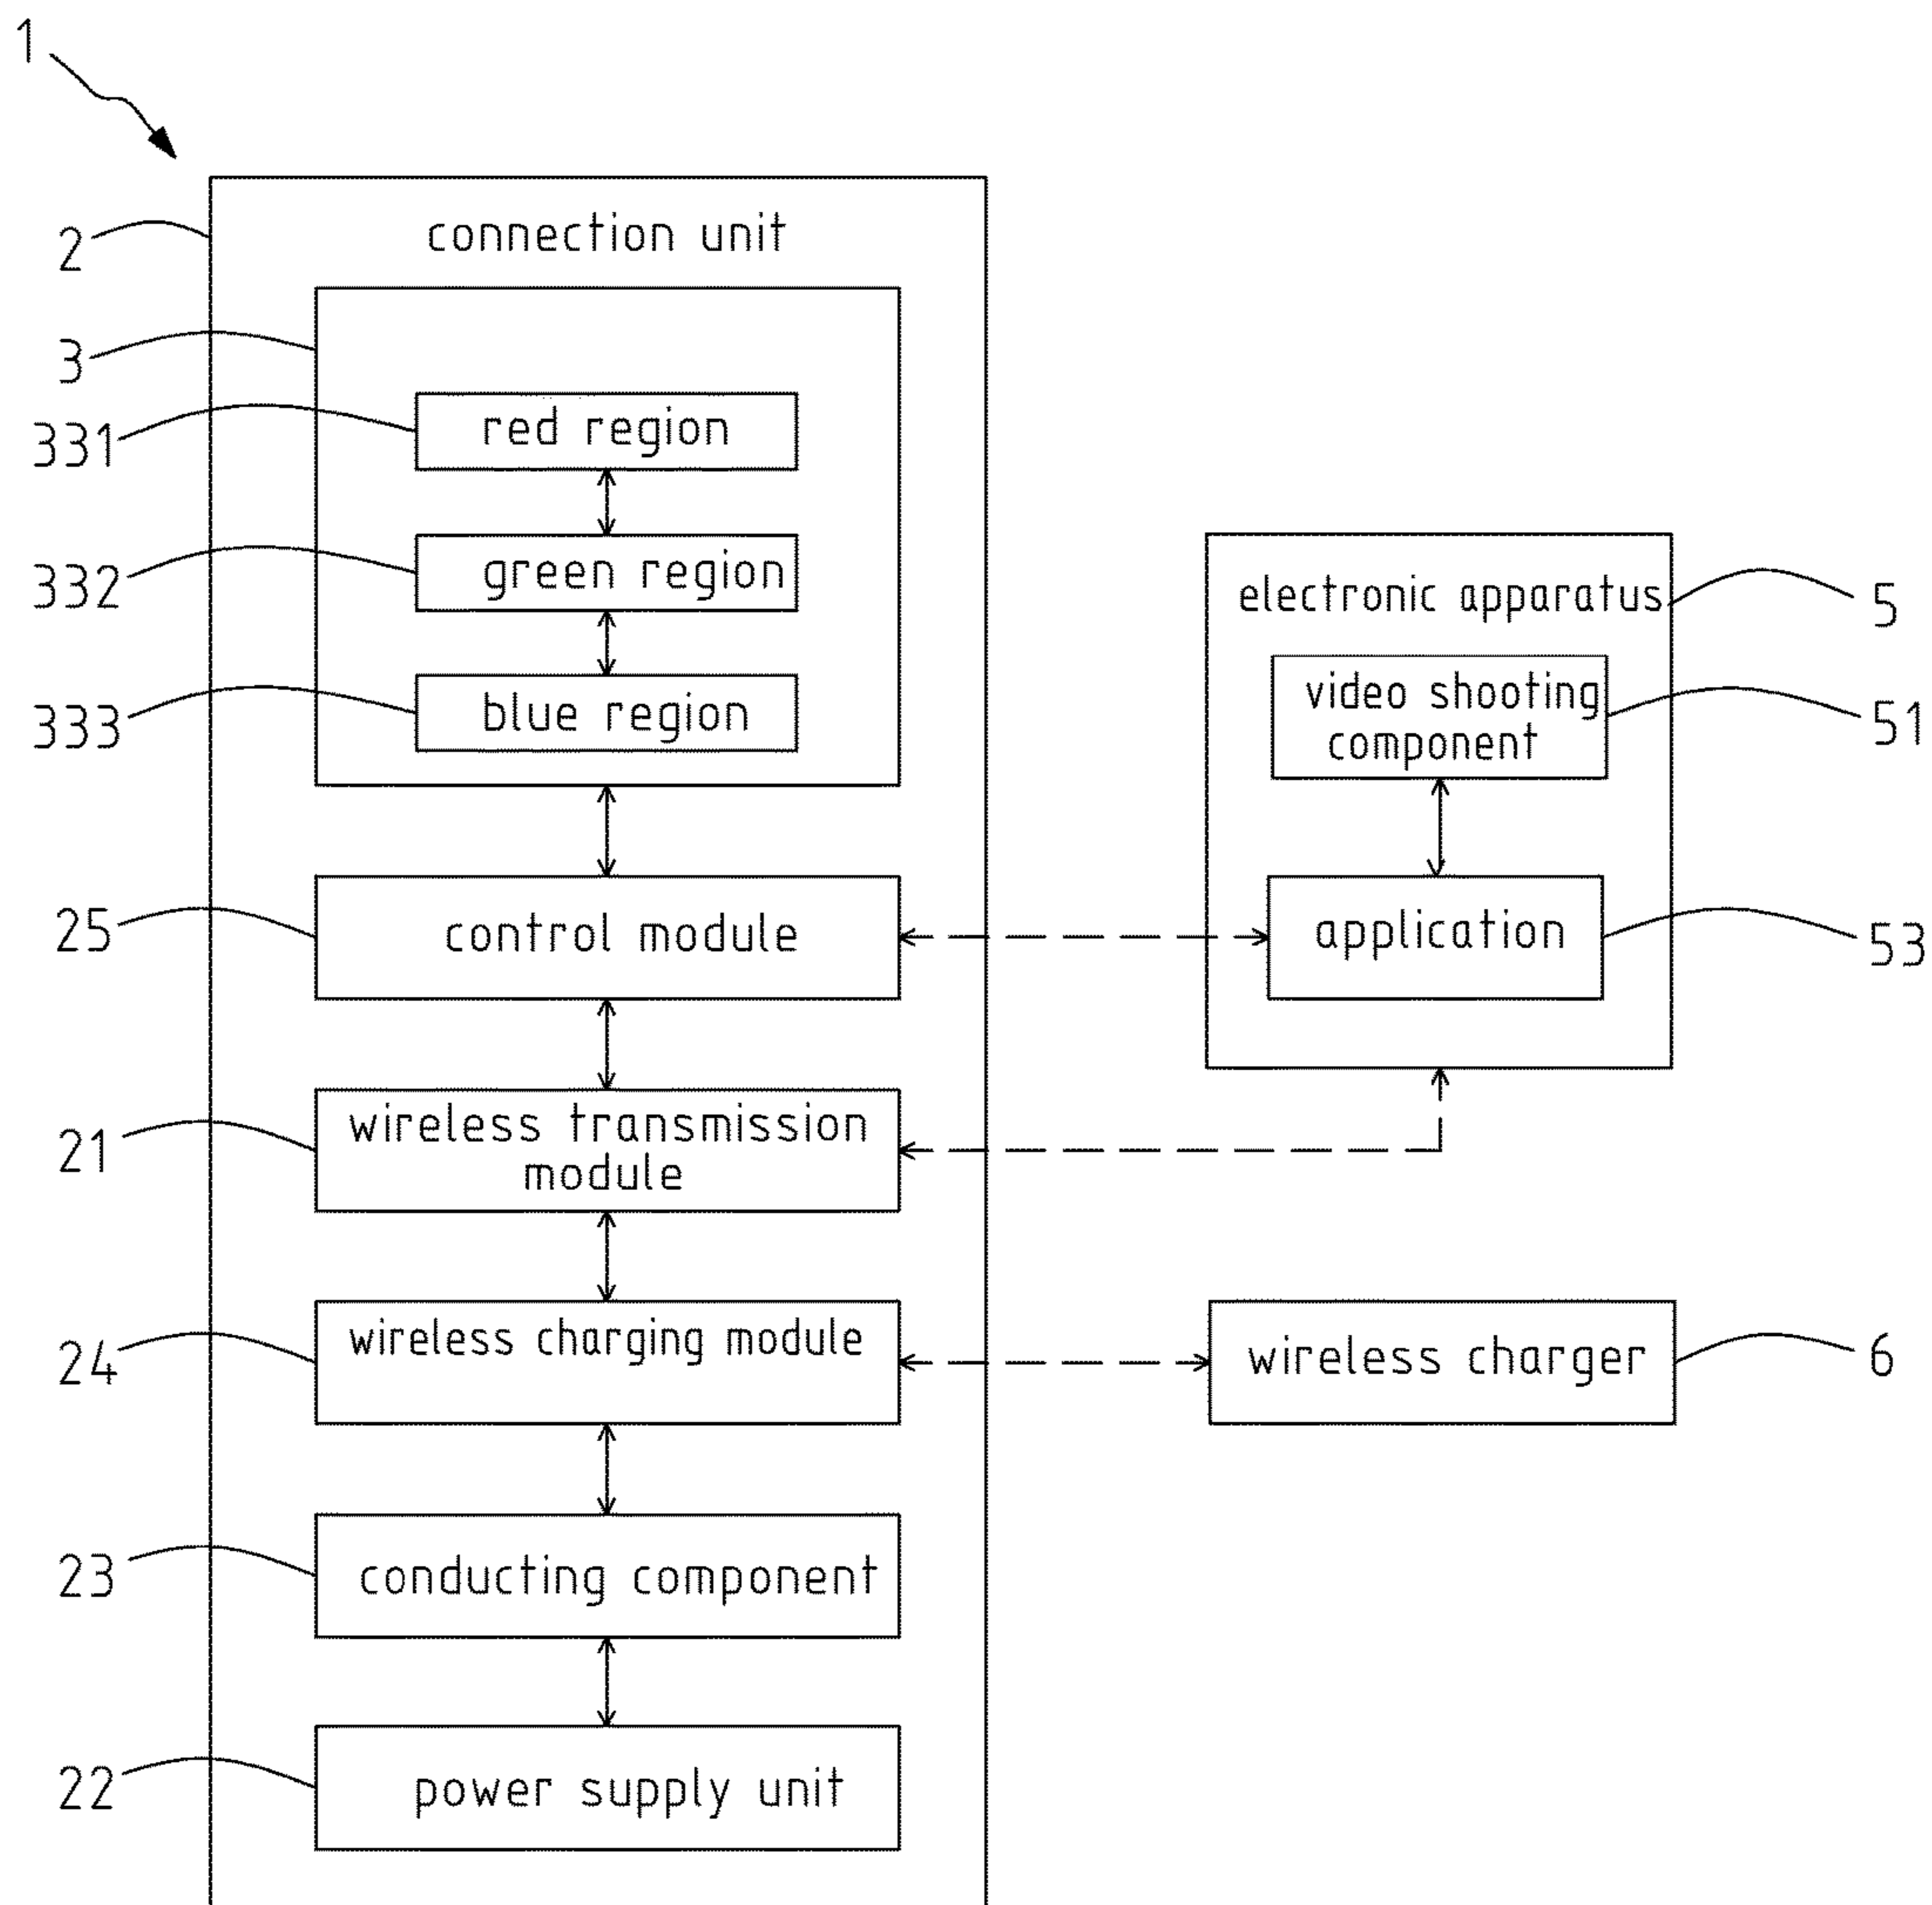 1
2
connection unit
3
331
red region
332
green region
333
blue region
25
control module
21
wireless transmission
module
24
wireless charging module
23
conducting component
22
power supply unit
electronic apparatus
5
video shooting
component
51
application
53
wireless charger
6